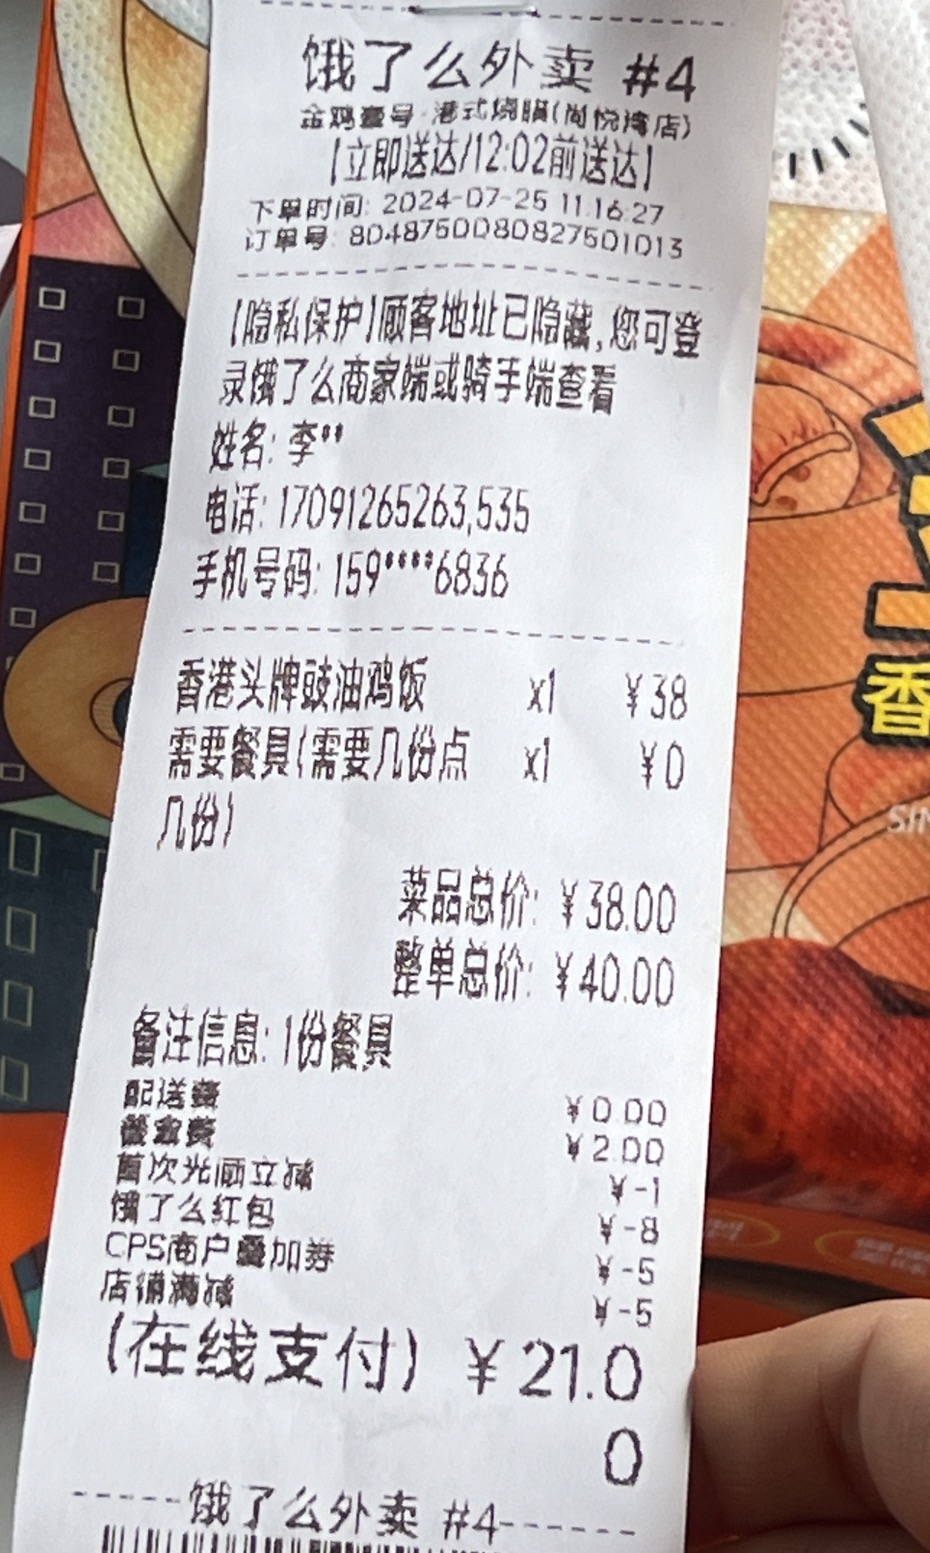 饿了么外卖 #4
金鸡壹号·港式烧腊(尚悦湾店)
【立即送达/12:02前送达】
下单时间: 2024-07-25 11:16:27
订单号: 8048750080827501013
【隐私保护】顾客地址已隐藏,您可登
录饿了么商家端或骑手端查看
姓名: 李**
电话: 17091265263,535
手机号码: 159****6836
香港头牌豉油鸡饭 x1 ¥38
需要餐具(需要几份点 x1 ¥0
几份)
菜品总价: ¥38.00
整单总价: ¥40.00
备注信息: 1份餐具
配送费 ¥0.00
餐盒费 ¥2.00
首次光顾立减 ¥-1
饿了么红包 ¥-8
CPS商户叠加券 ¥-5
店铺满减 ¥-5
(在线支付) ¥21.0
0
-----饿了么外卖 #4------
香
SIN